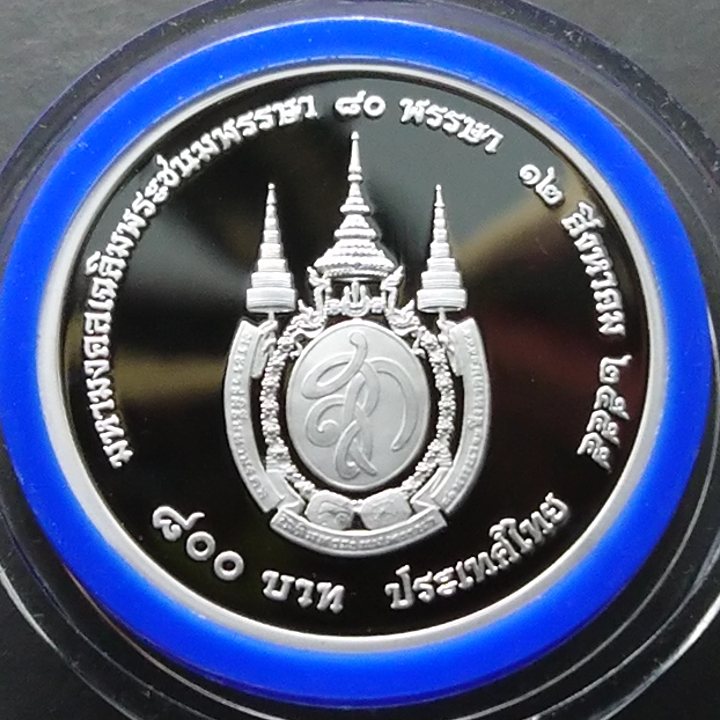 มหามงคลเฉลิมพระชนมพรรษา ๘๐ พรรษา ๑๒ สิงหาคม ๒๕๕๕
๘๐๐ บาท ประเทศไทย